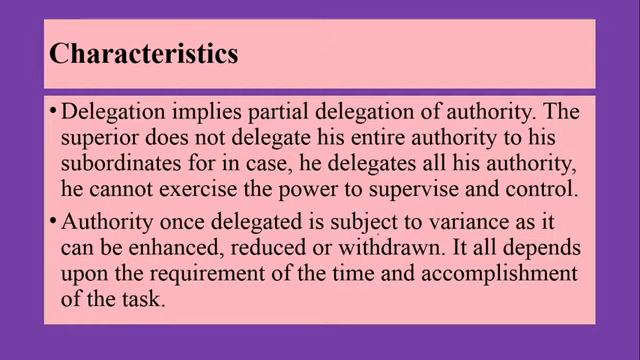 Characteristics
•Delegation implies partial delegation of authority. The
superior does not delegate his entire authority to his
subordinates for in case, he delegates all his authority,
he cannot exercise the power to supervise and control.
•Authority once delegated is subject to variance as it
can be enhanced, reduced or withdrawn. It all depends
upon the requirement of the time and accomplishment
of the task.